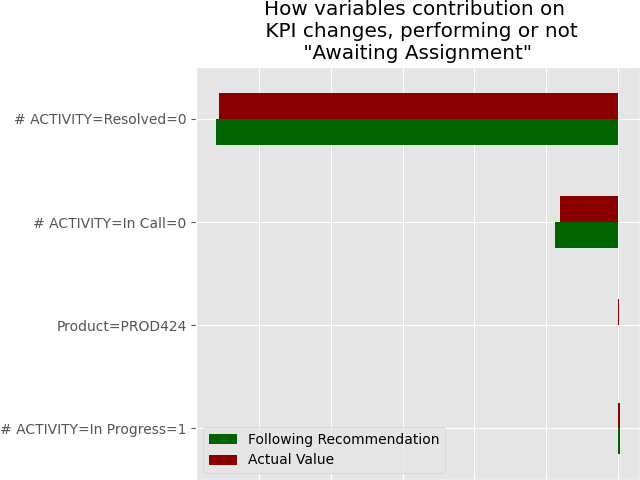 How variables contribution on
KPI changes, performing or not
"Awaiting Assignment"
# ACTIVITY=Resolved=0
# ACTIVITY=In Call=0
Product=PROD424
# ACTIVITY=In Progress=1
Following Recommendation
Actual Value